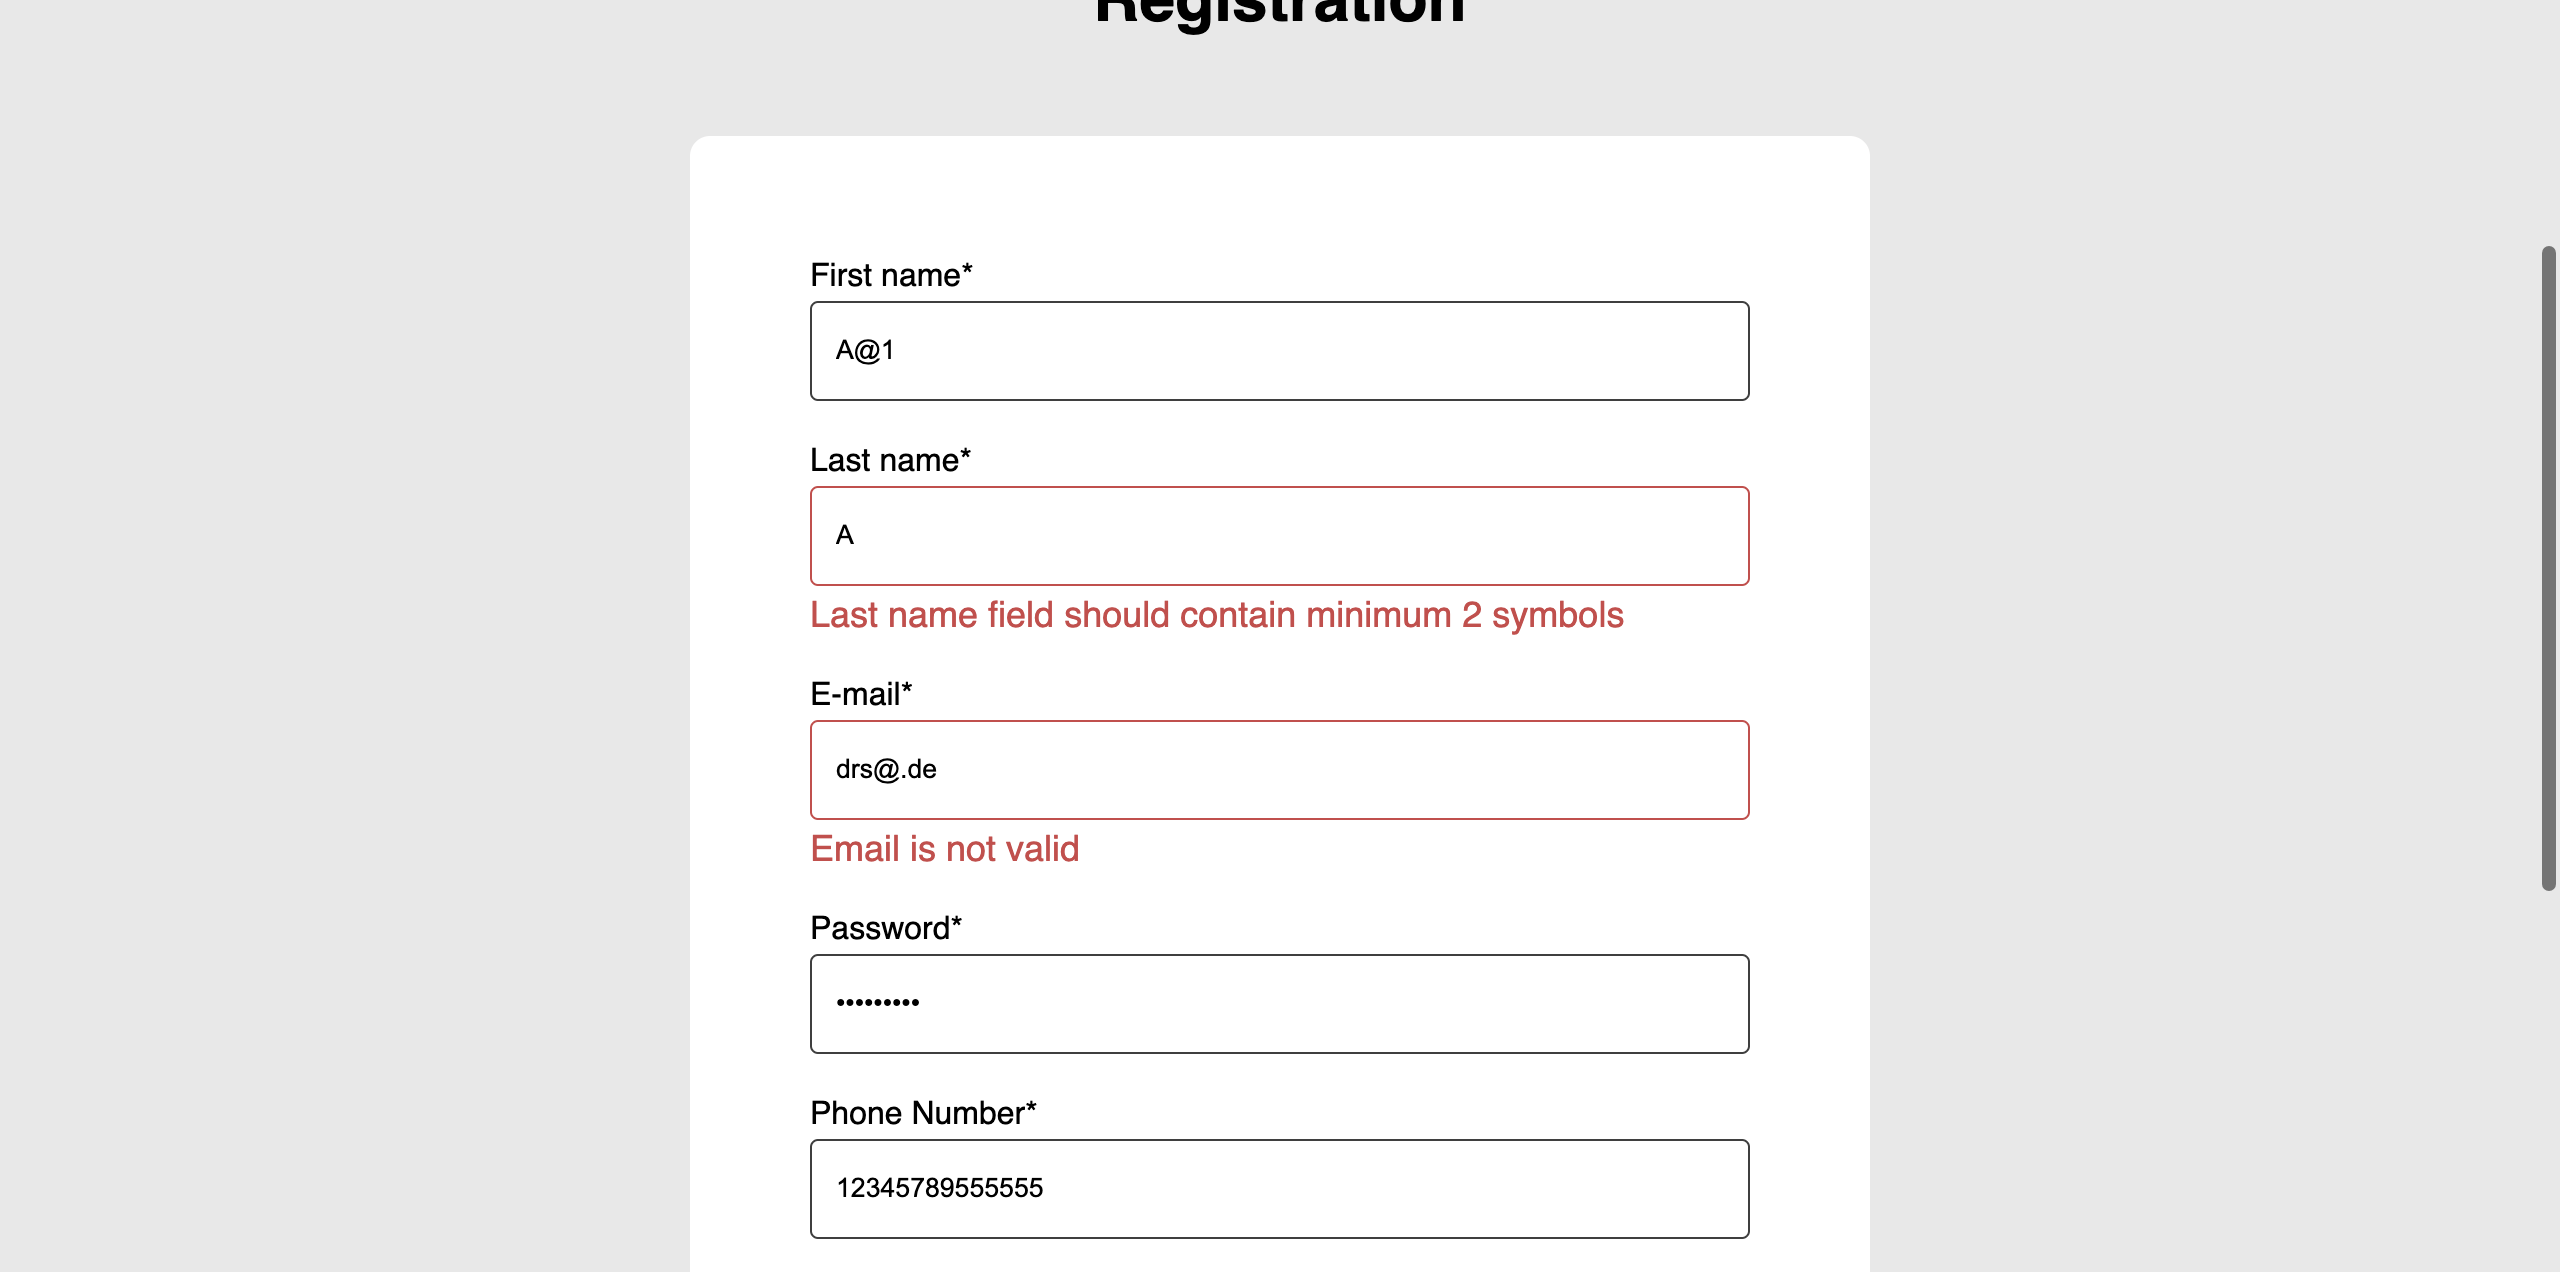 Registration
First name*
A@1
Last name*
A
Last name field should contain minimum 2 symbols
E-mail*
drs@.de
Email is not valid
Password*
•••••••••
Phone Number*
12345789555555